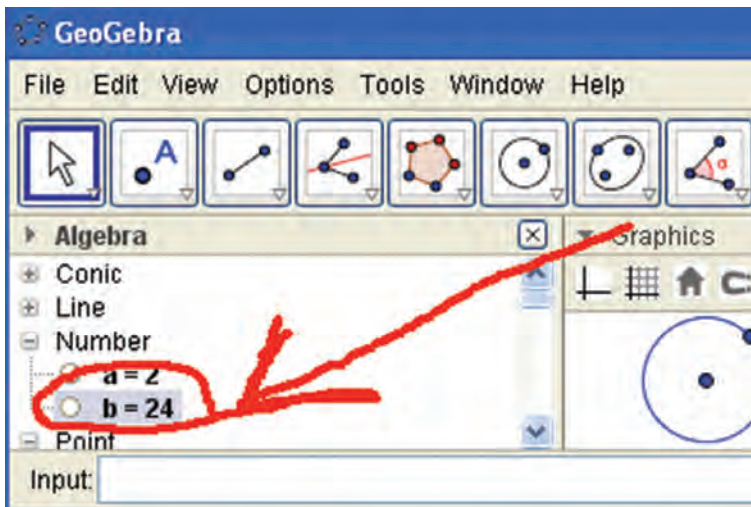 GeoGebra
File Edit View Options Tools Window Help
A
α
Algebra
Graphics
Conic
Line
Number
a = 2
b = 24
Point
Input: